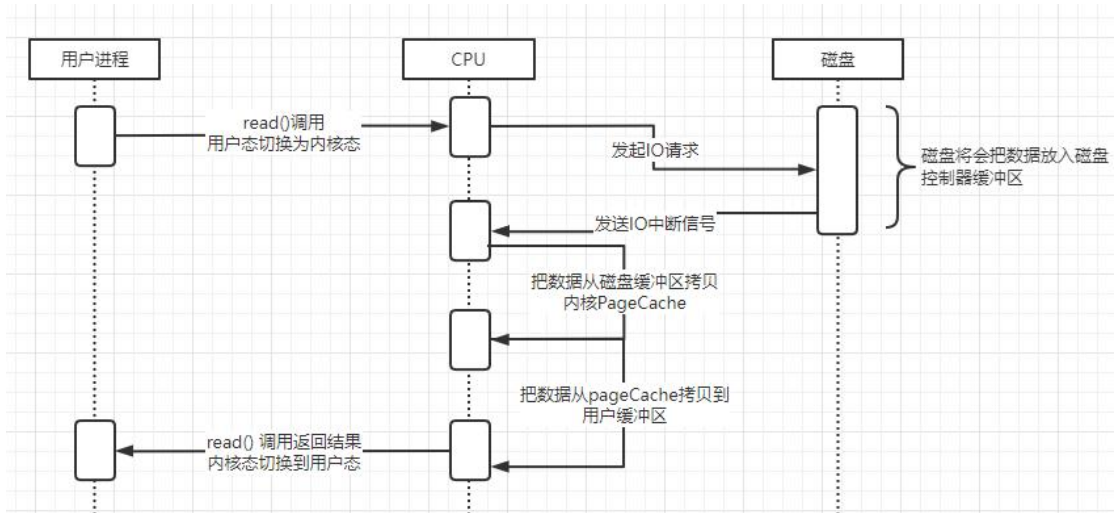 用户进程
CPU
磁盘
read()调用
用户态切换为内核态
发起IO请求
磁盘将会把数据放入磁盘
控制器缓冲区
发送IO中断信号
把数据从磁盘缓冲区拷贝
内核PageCache
把数据从pageCache拷贝到
用户缓冲区
read() 调用返回结果
内核态切换到用户态